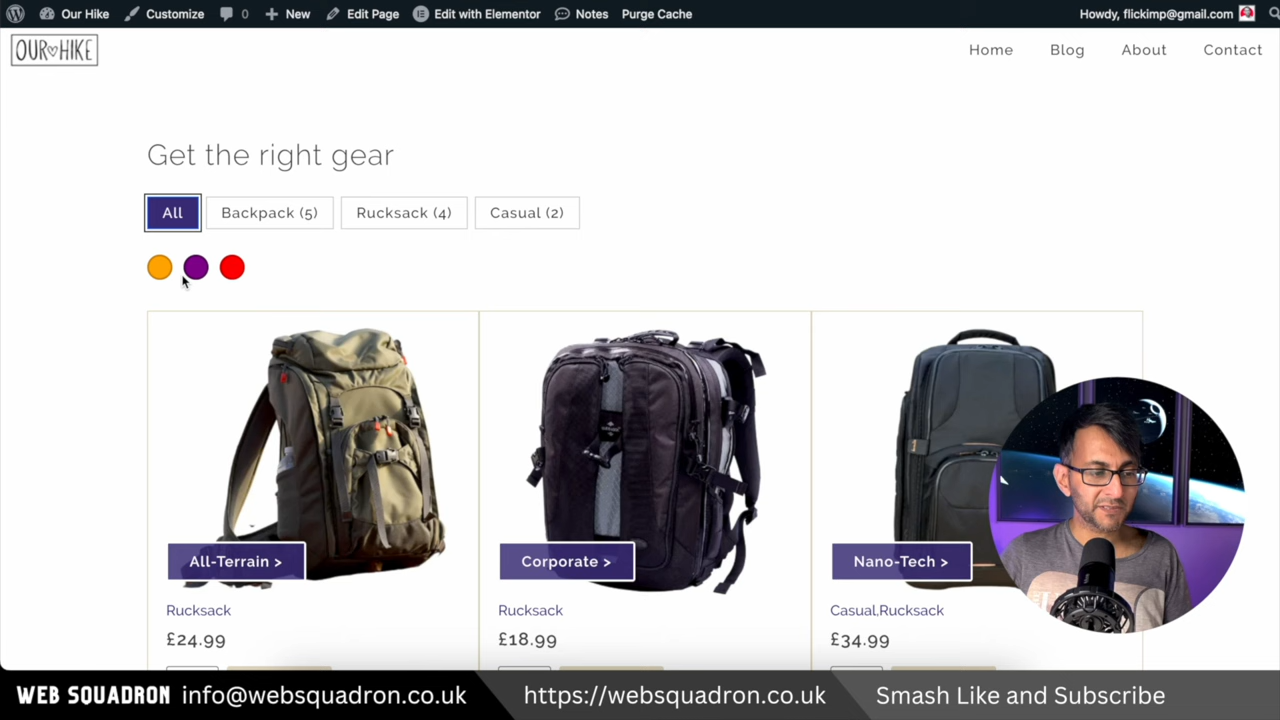 Our Hike Customize 0 New Edit Page Edit with Elementor Notes Purge Cache Howdy, flickimp@gmail.com
OUR HIKE Home Blog About Contact
Get the right gear
All Backpack (5) Rucksack (4) Casual (2)
All-Terrain > Corporate > Nano-Tech >
Rucksack Rucksack Casual,Rucksack
£24.99 £18.99 £34.99
WEB SQUADRON info@websquadron.co.uk https://websquadron.co.uk Smash Like and Subscribe